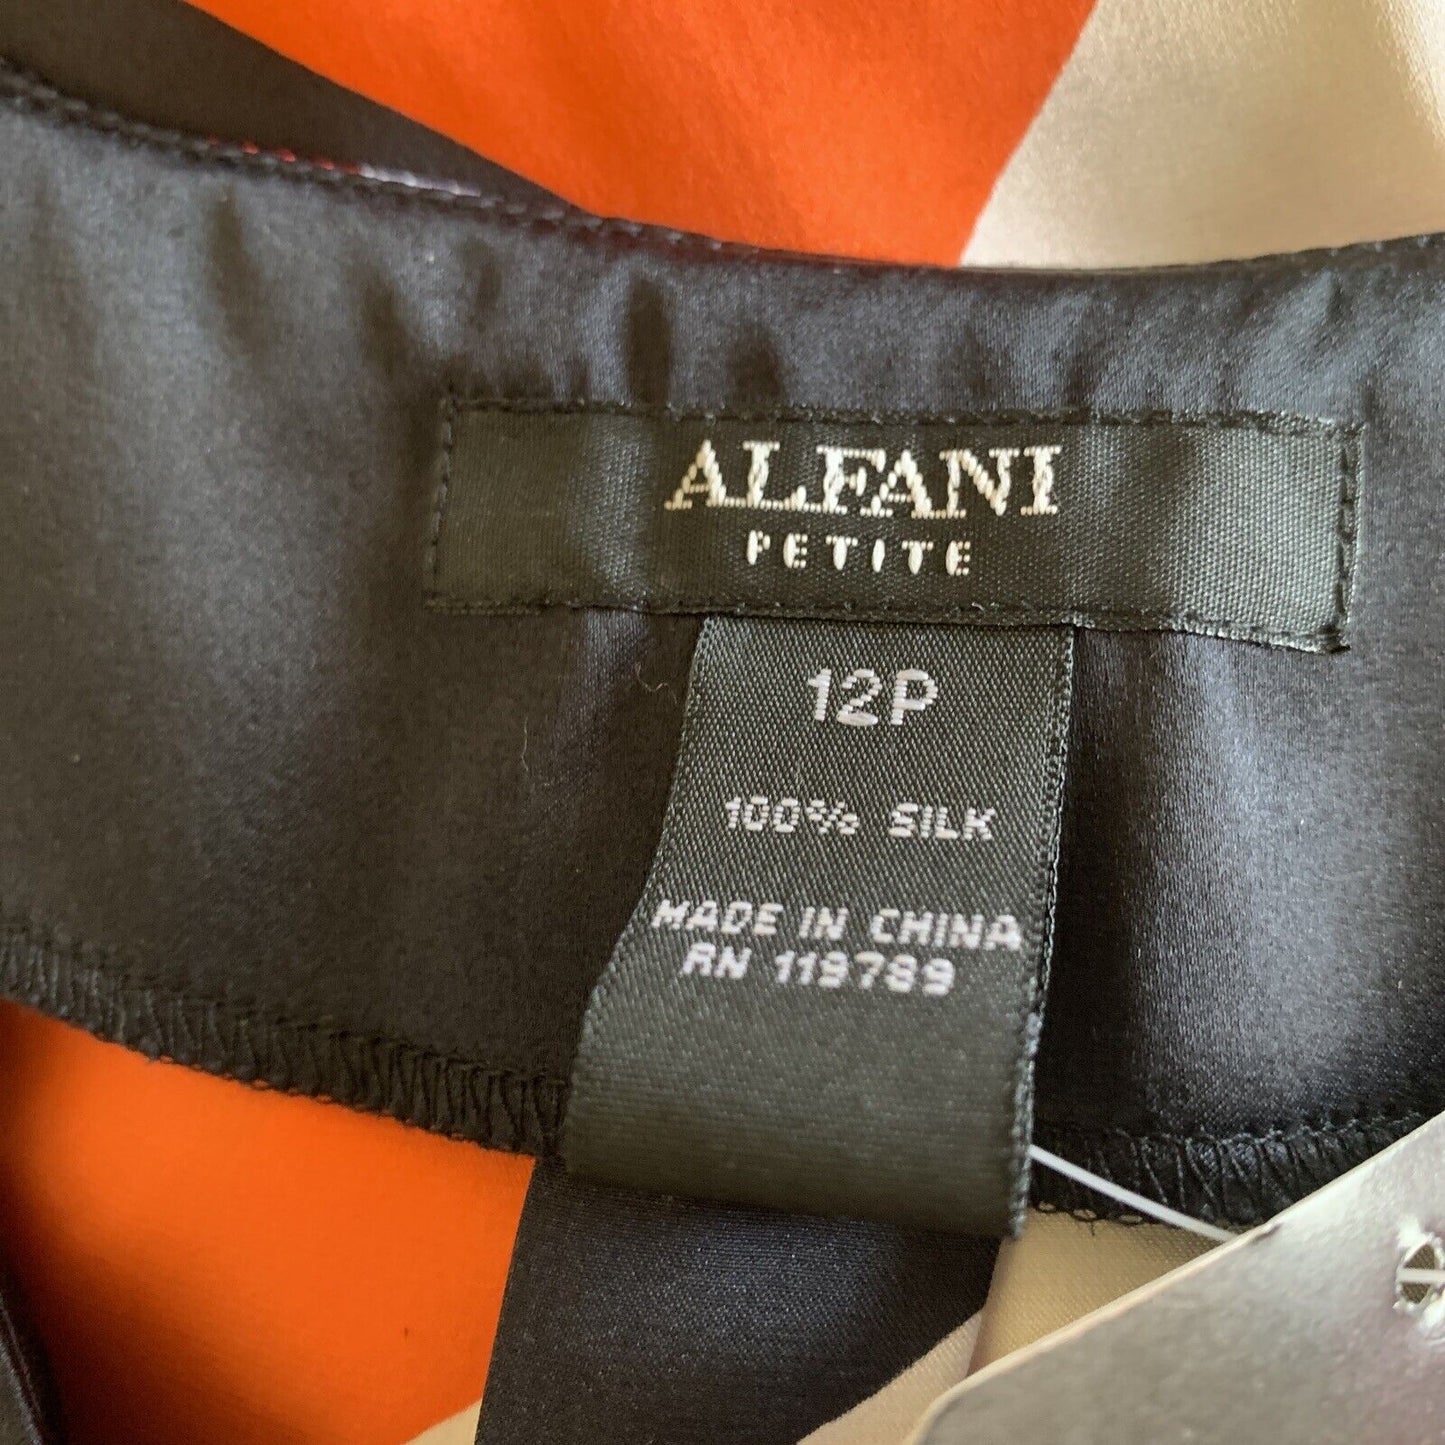 ALFANI
PETITE
12P
100% SILK
MADE IN CHINA
RN 119789